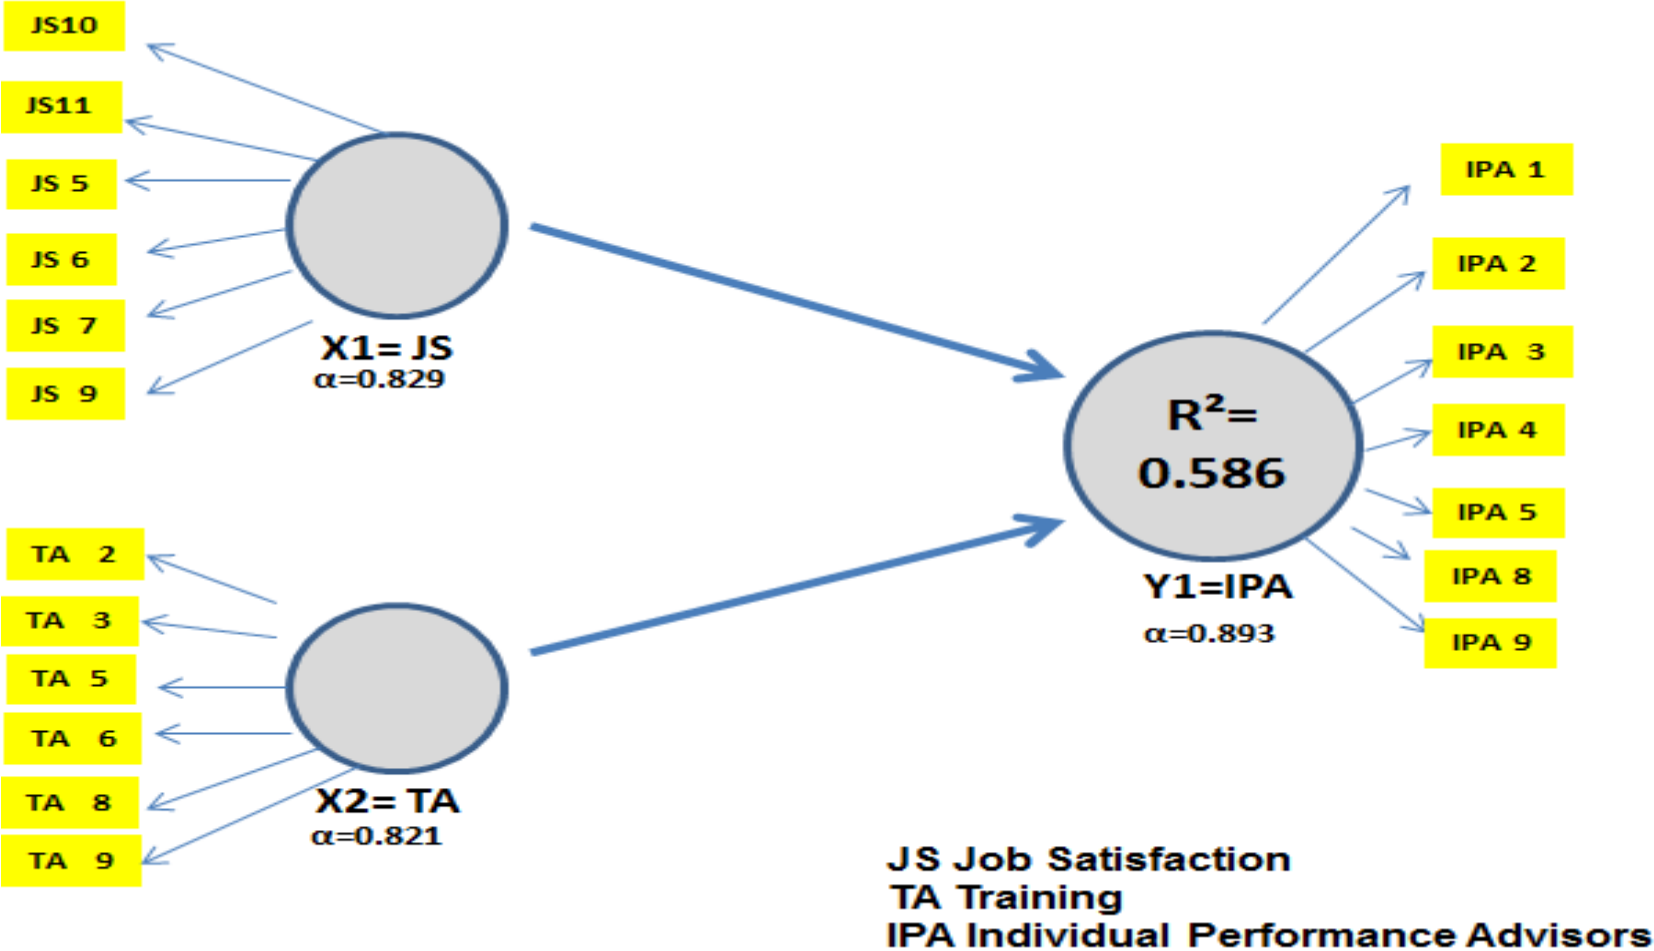 JS10
JS11
JS 5
JS 6
JS 7
JS 9
X1= JS
α=0.829
TA 2
TA 3
TA 5
TA 6
TA 8
TA 9
X2= TA
α=0.821
R²=
0.586
Y1=IPA
α=0.893
IPA 1
IPA 2
IPA 3
IPA 4
IPA 5
IPA 8
IPA 9
JS Job Satisfaction
TA Training
IPA Individual Performance Advisors